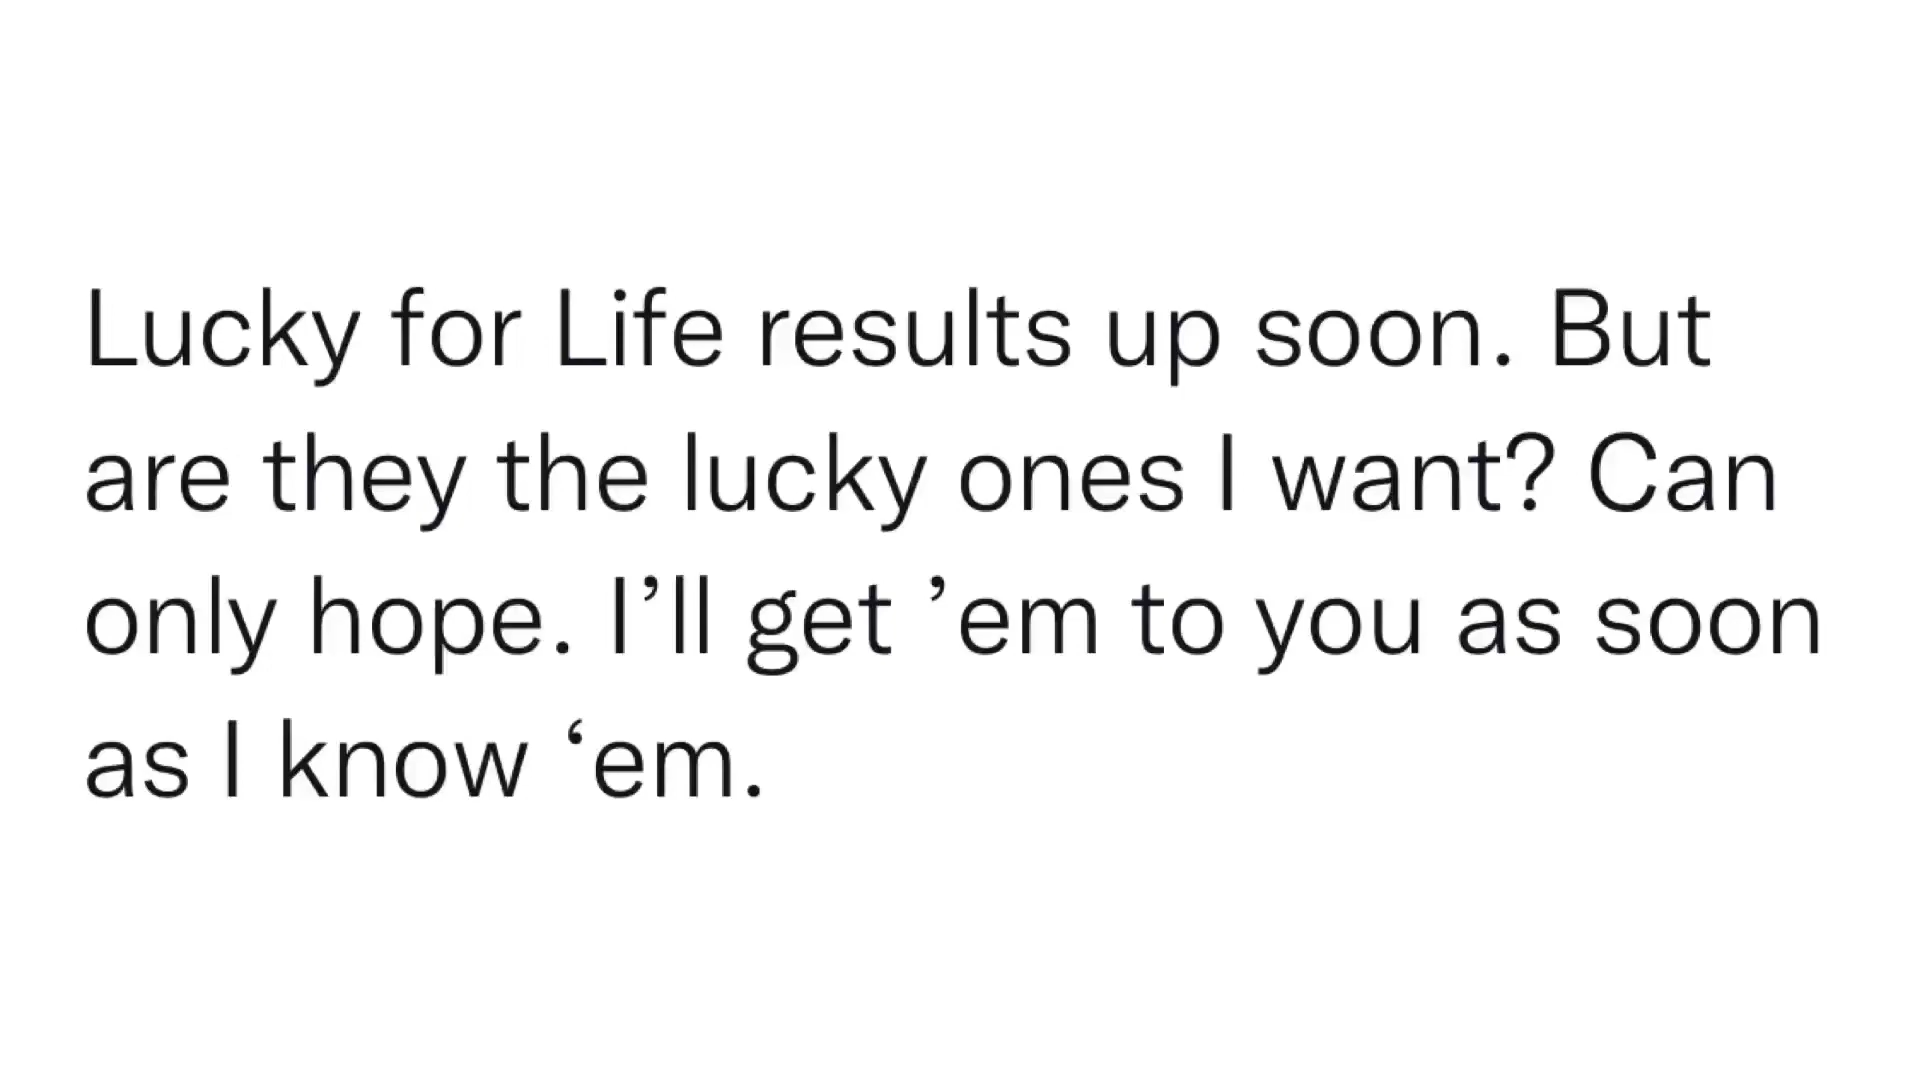 Lucky for Life results up soon. But
are they the lucky ones I want? Can
only hope. I’ll get ’em to you as soon
as I know ‘em.